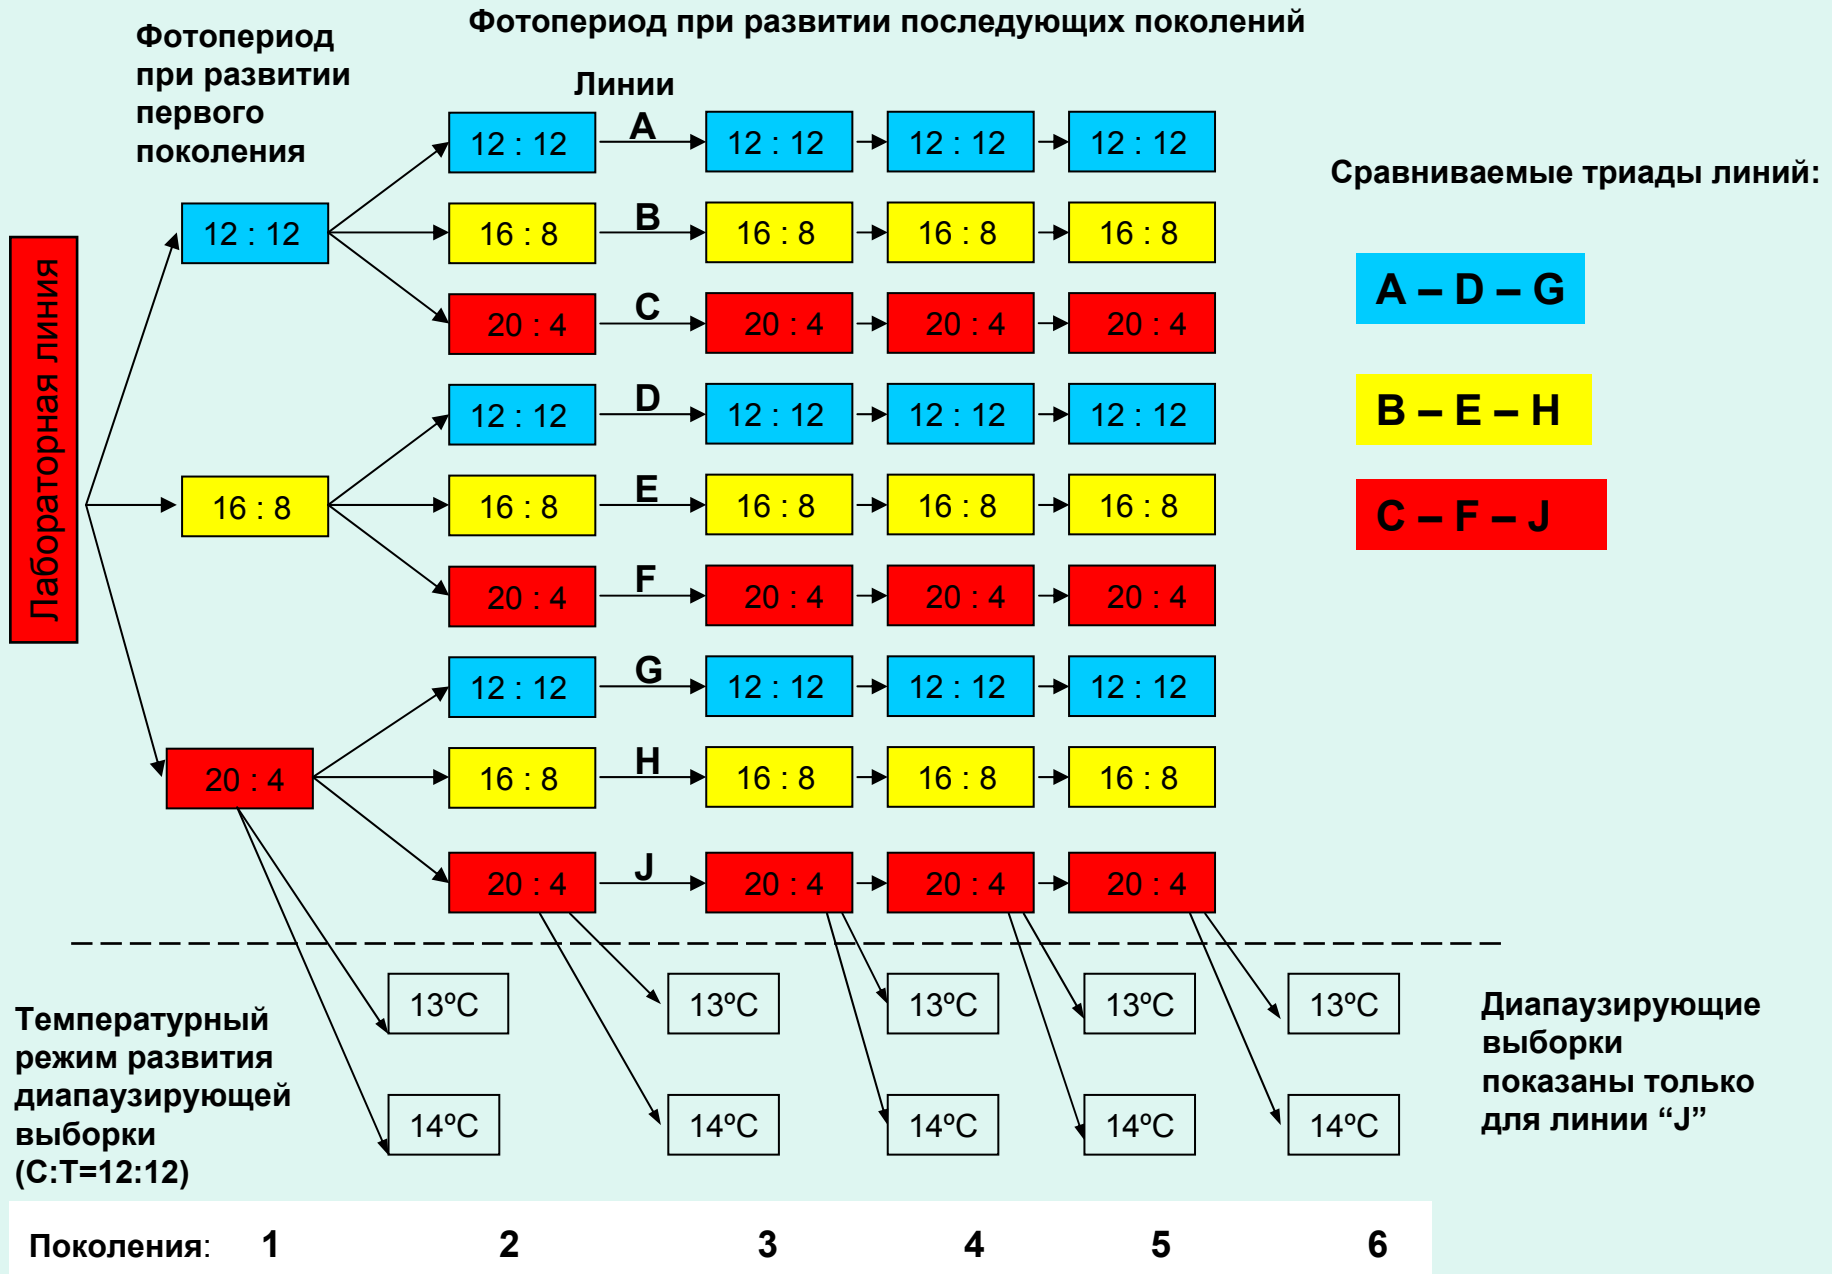 Фотопериод при развитии последующих поколений
Фотопериод
при развитии
первого
поколения
Линии
Лабораторная линия
12 : 12
16 : 8
20 : 4
12 : 12 A 12 : 12 12 : 12 12 : 12
16 : 8 B 16 : 8 16 : 8 16 : 8
20 : 4 C 20 : 4 20 : 4 20 : 4
12 : 12 D 12 : 12 12 : 12 12 : 12
16 : 8 E 16 : 8 16 : 8 16 : 8
20 : 4 F 20 : 4 20 : 4 20 : 4
12 : 12 G 12 : 12 12 : 12 12 : 12
16 : 8 H 16 : 8 16 : 8 16 : 8
20 : 4 J 20 : 4 20 : 4 20 : 4
Сравниваемые триады линий:
A – D – G
B – E – H
C – F – J
Температурный
режим развития
диапаузирующей
выборки
(С:Т=12:12)
13ºC 13ºC 13ºC 13ºC 13ºC
14ºC 14ºC 14ºC 14ºC 14ºC
Диапаузирующие
выборки
показаны только
для линии “J”
Поколения: 1 2 3 4 5 6